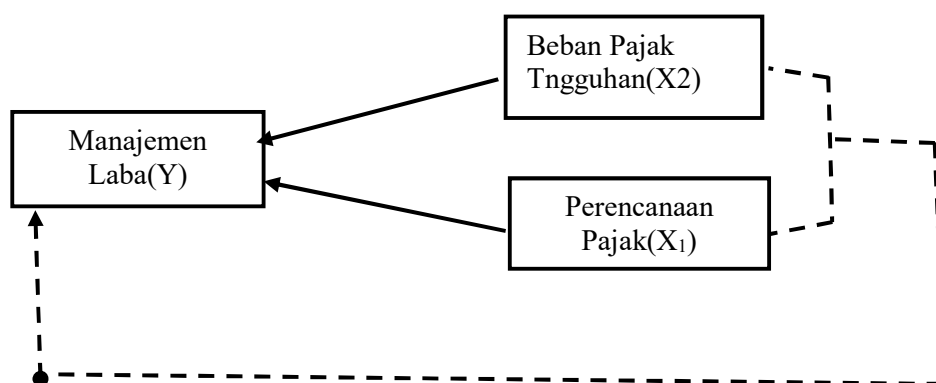 Beban Pajak
Tngguhan(X2)
Manajemen
Laba(Y)
Perencanaan
Pajak(X₁)